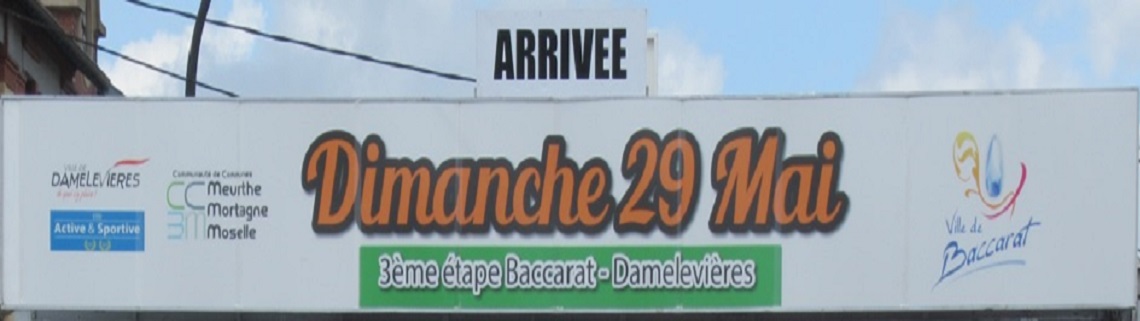 ARRIVEE
Dimanche 29 Mai
3ème étape Baccarat - Damelevières
DAMELEVIERES
Active & Sportive
Communauté de Communes
CC
3M
Meurthe
Mortagne
Moselle
Ville de
Baccarat